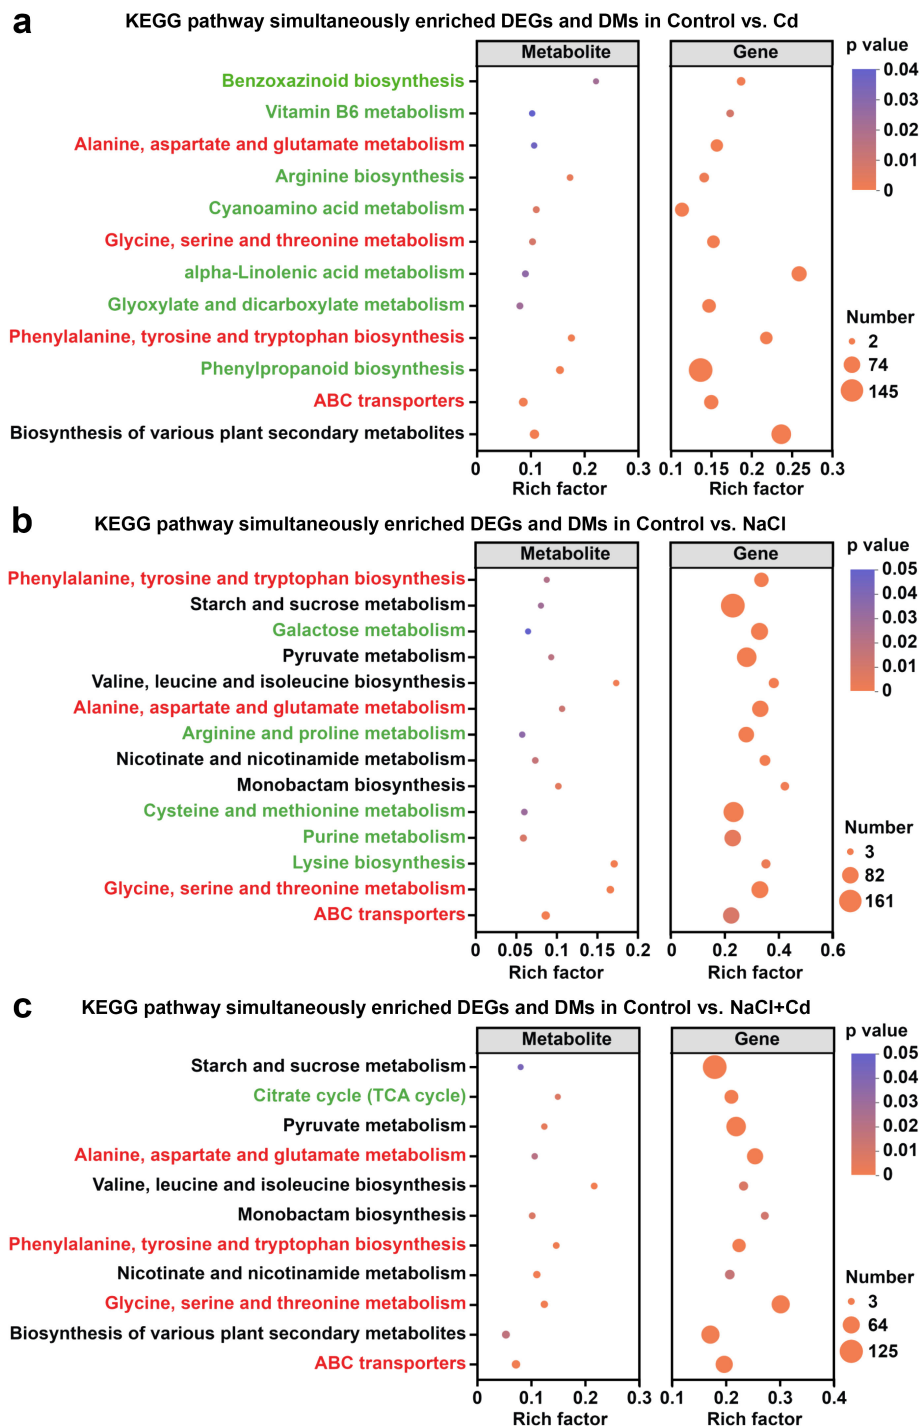 a
KEGG pathway simultaneously enriched DEGs and DMs in Control vs. Cd
Metabolite
Gene
p value
0.04
0.03
0.02
0.01
0
Benzoxazinoid biosynthesis
Vitamin B6 metabolism
Alanine, aspartate and glutamate metabolism
Arginine biosynthesis
Cyanoamino acid metabolism
Glycine, serine and threonine metabolism
alpha-Linolenic acid metabolism
Glyoxylate and dicarboxylate metabolism
Phenylalanine, tyrosine and tryptophan biosynthesis
Phenylpropanoid biosynthesis
ABC transporters
Biosynthesis of various plant secondary metabolites
Number
2
74
145
0 0.1 0.2 0.3
0.1 0.15 0.2 0.25 0.3
Rich factor
Rich factor
b
KEGG pathway simultaneously enriched DEGs and DMs in Control vs. NaCl
Metabolite
Gene
p value
0.05
0.04
0.03
0.02
0.01
0
Phenylalanine, tyrosine and tryptophan biosynthesis
Starch and sucrose metabolism
Galactose metabolism
Pyruvate metabolism
Valine, leucine and isoleucine biosynthesis
Alanine, aspartate and glutamate metabolism
Arginine and proline metabolism
Nicotinate and nicotinamide metabolism
Monobactam biosynthesis
Cysteine and methionine metabolism
Purine metabolism
Lysine biosynthesis
Glycine, serine and threonine metabolism
ABC transporters
Number
3
82
161
0 0.05 0.1 0.15 0.2
0 0.2 0.4 0.6
Rich factor
Rich factor
c
KEGG pathway simultaneously enriched DEGs and DMs in Control vs. NaCl+Cd
Metabolite
Gene
p value
0.05
0.04
0.03
0.02
0.01
0
Starch and sucrose metabolism
Citrate cycle (TCA cycle)
Pyruvate metabolism
Alanine, aspartate and glutamate metabolism
Valine, leucine and isoleucine biosynthesis
Monobactam biosynthesis
Phenylalanine, tyrosine and tryptophan biosynthesis
Nicotinate and nicotinamide metabolism
Glycine, serine and threonine metabolism
Biosynthesis of various plant secondary metabolites
ABC transporters
Number
3
64
125
0 0.1 0.2 0.3
0.1 0.2 0.3 0.4
Rich factor
Rich factor